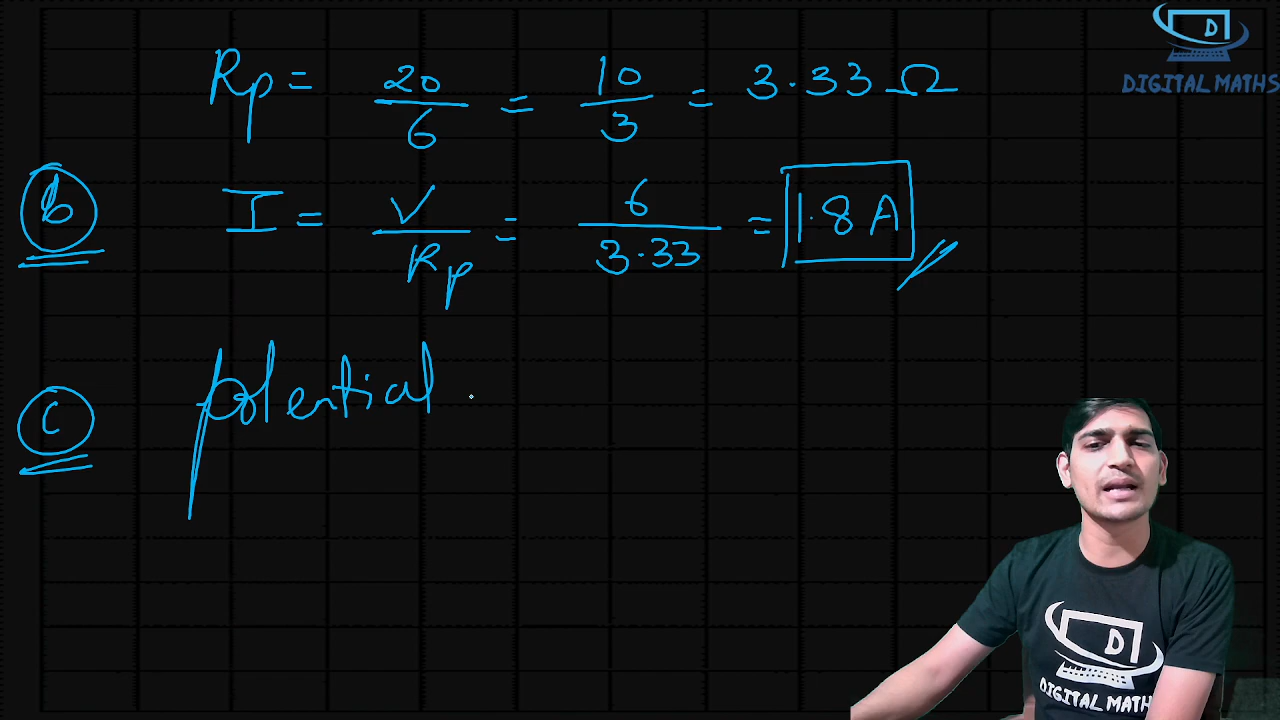 D
DIGITAL MATHS
Rp = 20/6 = 10/3 = 3.33 Ω
b
I = V/Rp = 6/3.33 = 1.8 A
c
potential
D
DIGITAL MATHS